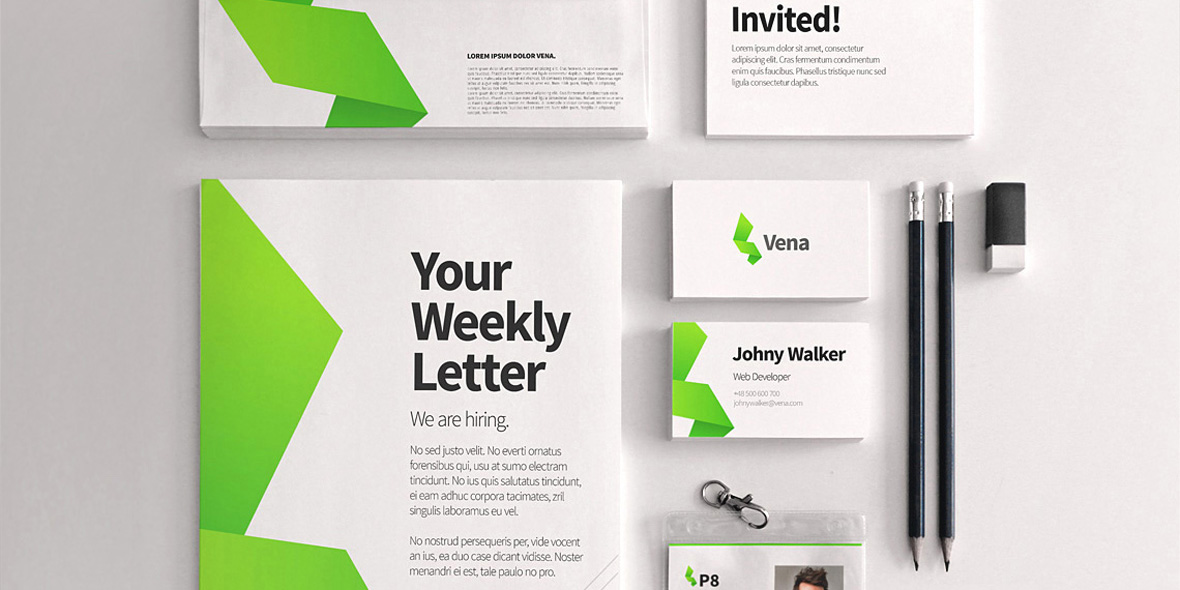 LOREM IPSUM DOLOR VENA.
Invited!
Lorem ipsum dolor sit amet, consectetur
adipiscing elit. Cras fermentum condimentum
enim quis faucibus. Phasellus tristique nunc sed
ligula consectetur dapibus.
Your
Weekly
Letter
We are hiring.
No sed justo velit. No everti ornatus
forensibus qui, usu at sumo electram
tincidunt. No ius quis salutatus tincidunt,
ei eam adhuc corpora tacimates, zril
singulis laboramus eu vel.
No nostrud persequeris per, vide vocent
an ius, ea duo case dicant vidisse. Noster
menandri ei est, tale paulo no pro.
Vena
Johny Walker
Web Developer
+48 500 600 700
johnywalker@vena.com
P8